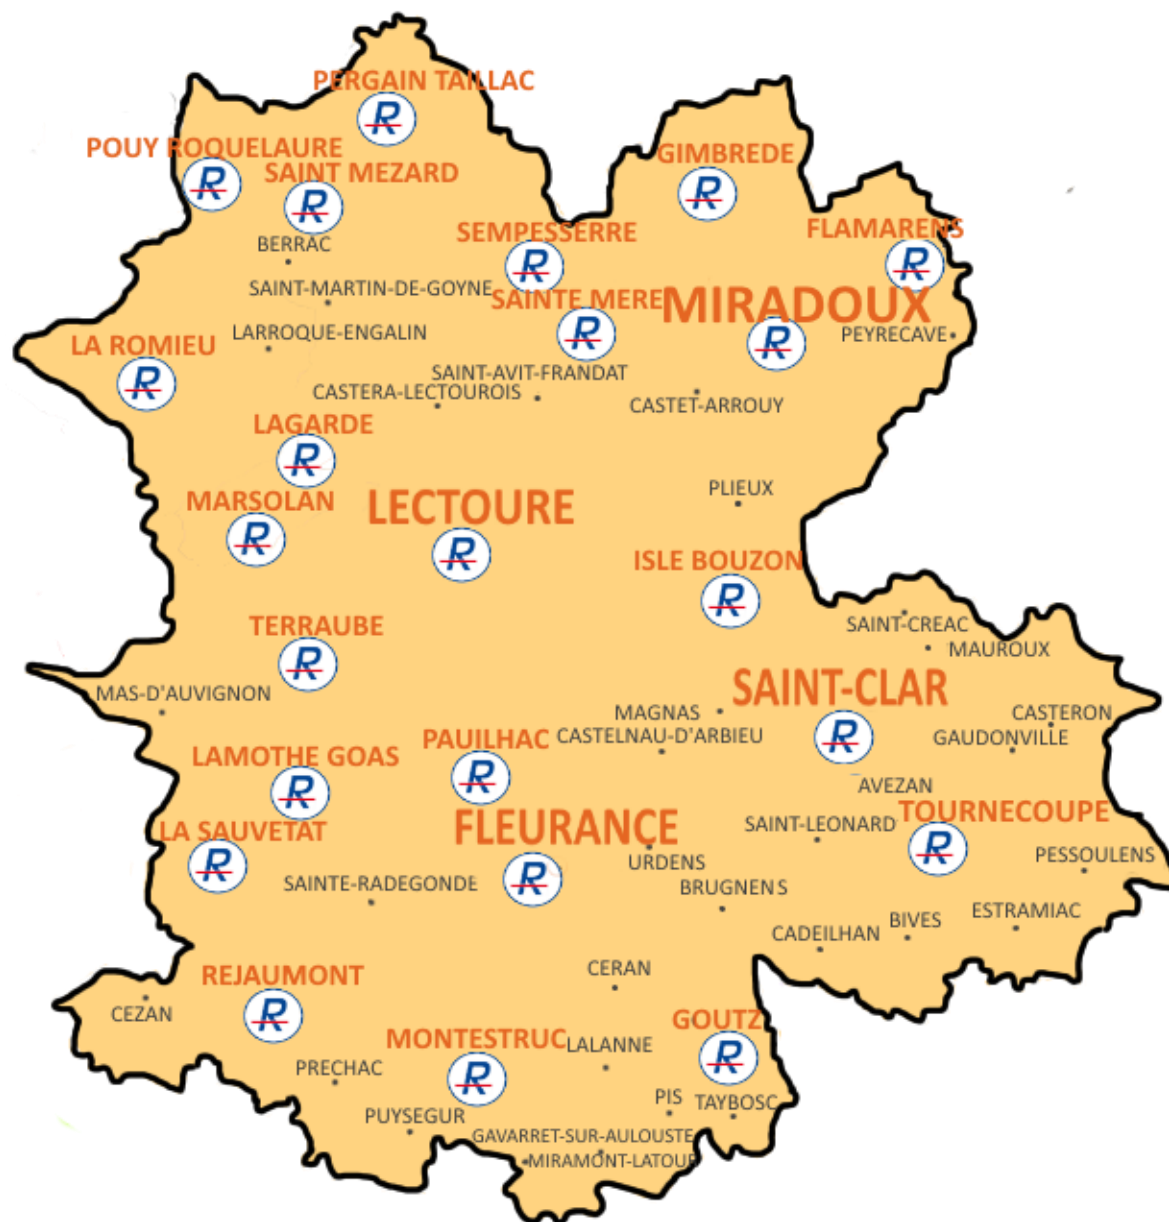 PERGAIN TAILLAC
R
POUY ROQUELAURE
R
SAINT MEZARD
R
GIMBREDE
R
SEMPESSERRE
R
FLAMARENS
R
BERRAC
SAINT-MARTIN-DE-GOYNE
SAINTE MERE
R
MIRADOUX
R
PEYRECAVE
LARROQUE-ENGALIN
LA ROMIEU
R
SAINT-AVIT-FRANDAT
CASTERA-LECTOUROIS
CASTET-ARROUY
LAGARDE
R
PLIEUX
MARSOLAN
R
LECTOURE
R
ISLE BOUZON
R
TERRAUBE
R
SAINT-CREAC
MAUROUX
MAS-D'AUVIGNON
SAINT-CLAR
R
MAGNAS
CASTERON
CASTELNAU-D'ARBIEU
GAUDONVILLE
PAUILHAC
R
LAMOTHE GOAS
R
AVEZAN
TOURNECOUPE
R
FLEURANCE
R
SAINT-LEONARD
LA SAUVETAT
R
URDENS
PESSOULENS
SAINTE-RADEGONDE
BRUGNENS
ESTRAMIAC
BIVES
CADEILHAN
CERAN
REJAUMONT
R
CEZAN
GOUTZ
R
MONTESTRUC
R
LALANNE
PRECHAC
PIS
TAYBOSC
PUYSEGUR
GAVARRET-SUR-AULOUSTE
MIRAMONT-LATOUR